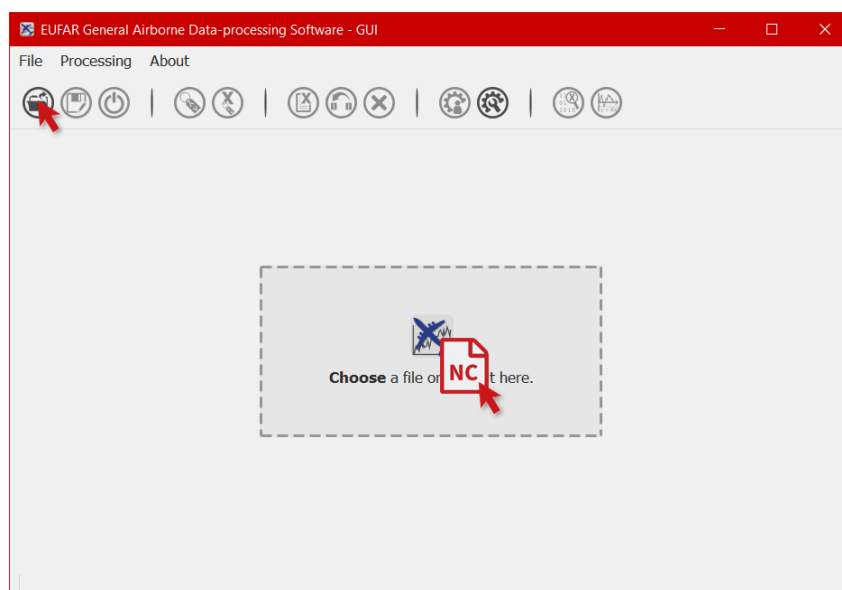 EUFAR General Airborne Data-processing Software - GUI
File Processing About
Choose a file or t here.
NC